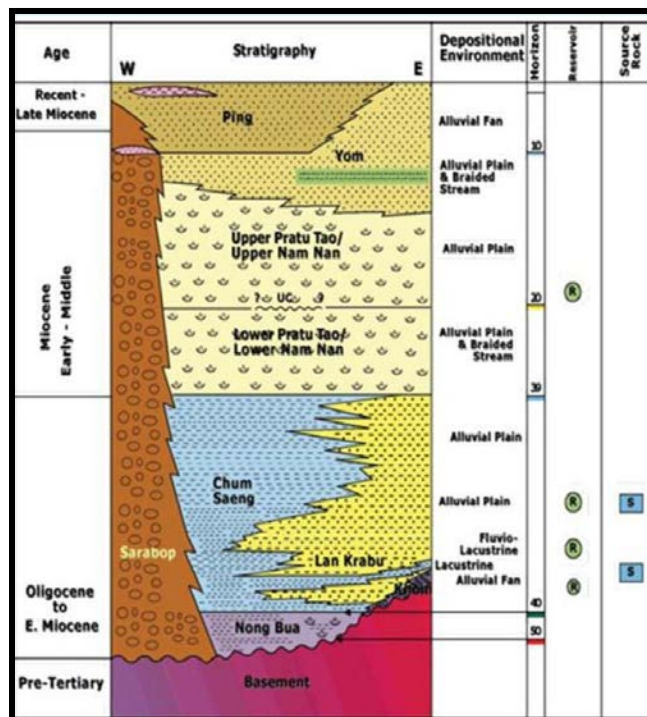 Age
Stratigraphy
W
E
Depositional
Environment
Horizon
Reservoir
Source
Rock
Recent -
Late Miocene
Ping
Alluvial Fan
10
Yom
Alluvial Plain
& Braided
Stream
Miocene
Early - Middle
Upper Pratu Tao/
Upper Nam Nan
Alluvial Plain
R
? UC ?
20
Lower Pratu Tao/
Lower Nam Nan
Alluvial Plain
& Braided
Stream
30
Alluvial Plain
Chum
Saeng
Alluvial Plain
R
S
Sarabop
Fluvio-
Lacustrine
R
Lan Krabu
Lacustrine
S
Alluvial Fan
R
Oligocene
to
E. Miocene
40
Nong Bua
50
Pre-Tertiary
Basement